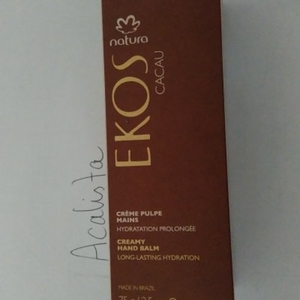 natura
EKOS
CACAU
CRÈME PULPE
MAINS
HYDRATATION PROLONGÉE
CREAMY
HAND BALM
LONG-LASTING HYDRATION
MADE IN BRAZIL
Acalista